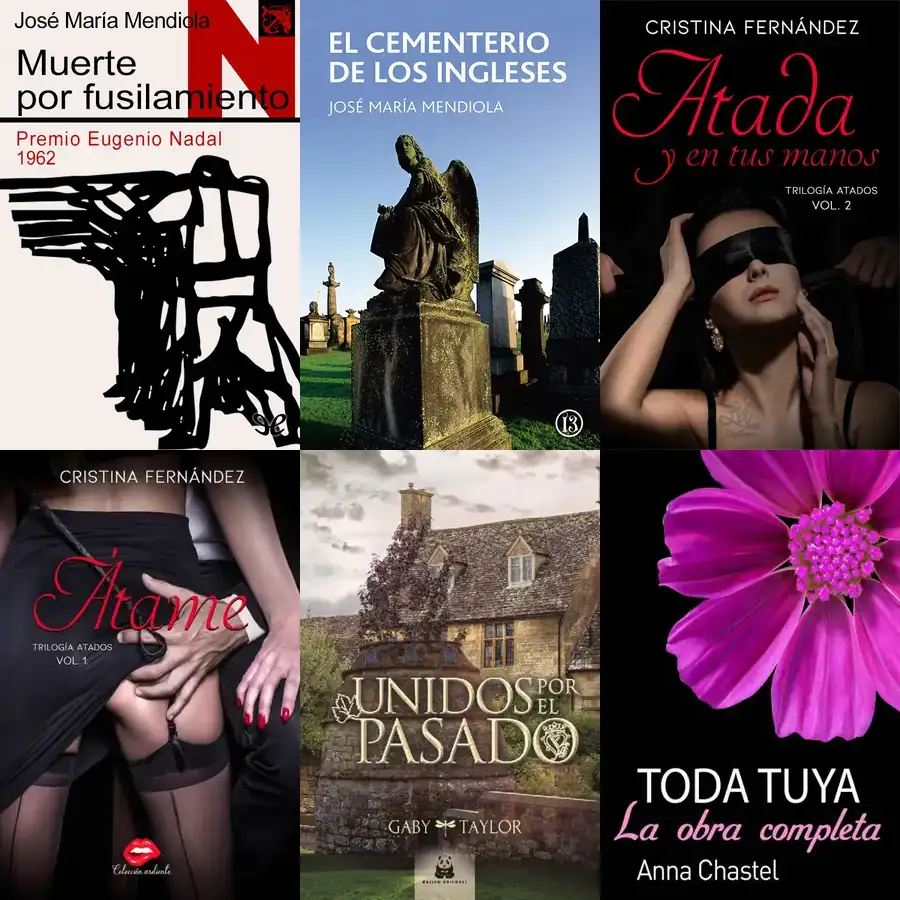 José María Mendiola
Muerte
por fusilamiento
N
Premio Eugenio Nadal
1962
EL CEMENTERIO
DE LOS INGLESES
JOSÉ MARÍA MENDIOLA
13
CRISTINA FERNÁNDEZ
Atada
y en tus manos
TRILOGÍA ATADOS
VOL. 2
CRISTINA FERNÁNDEZ
Átame
TRILOGÍA ATADOS
VOL. 1
Colección ardiente
UNIDOS POR
EL
PASADO
GABY TAYLOR
TODA TUYA
La obra completa
Anna Chastel